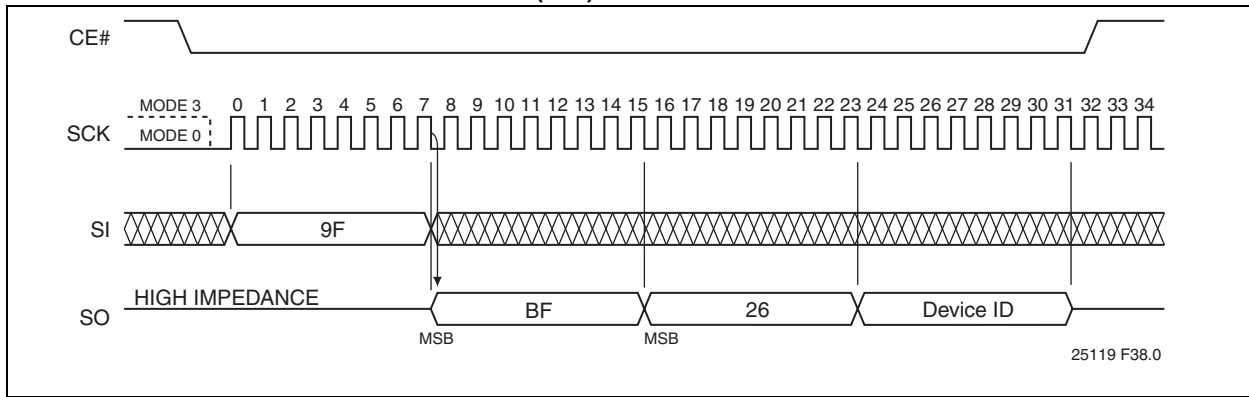 CE#
MODE 3 0 1 2 3 4 5 6 7 8 9 10 11 12 13 14 15 16 17 18 19 20 21 22 23 24 25 26 27 28 29 30 31 32 33 34
SCK MODE 0
SI 9F
HIGH IMPEDANCE
SO BF 26 Device ID
MSB MSB
25119 F38.0